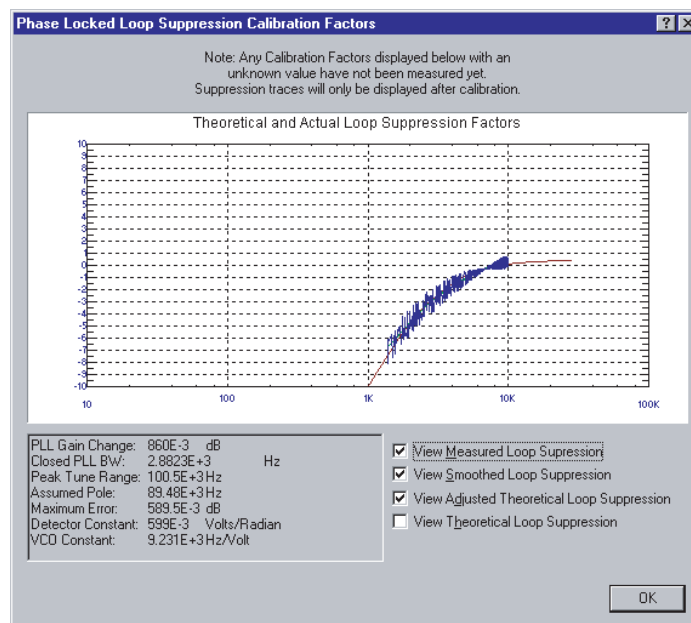 Phase Locked Loop Suppression Calibration Factors
Note: Any Calibration Factors displayed below with an
unknown value have not been measured yet.
Suppression traces will only be displayed after calibration.
Theoretical and Actual Loop Suppression Factors
10
9
8
7
6
5
4
3
2
1
0
-1
-2
-3
-4
-5
-6
-7
-8
-9
-10
10 100 1K 10K 100K
PLL Gain Change: 860E-3 dB
Closed PLL BW: 2.8823E+3 Hz
Peak Tune Range: 100.5E+3Hz
Assumed Pole: 89.48E+3Hz
Maximum Error: 589.5E-3 dB
Detector Constant: 599E-3 Volts/Radian
VCO Constant: 9.231E+3Hz/Volt
View Measured Loop Supression
View Smoothed Loop Suppression
View Adjusted Theoretical Loop Suppression
View Theoretical Loop Suppression
OK